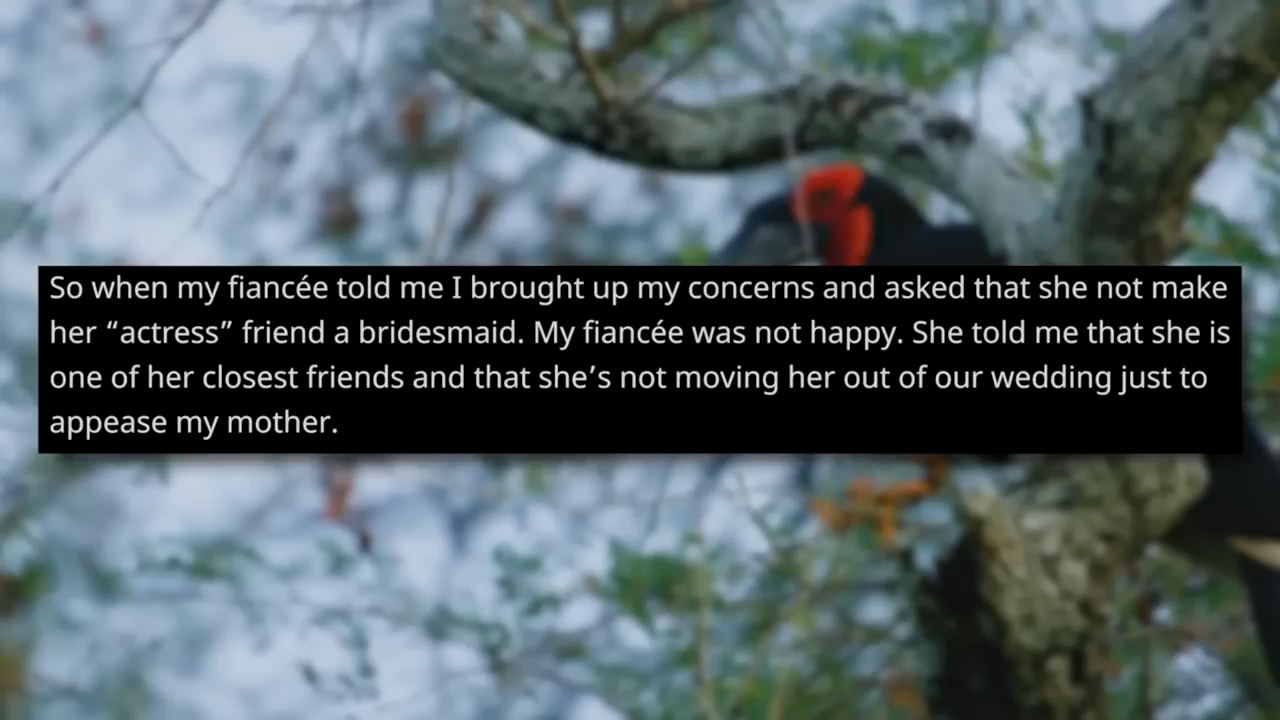 So when my fiancée told me I brought up my concerns and asked that she not make
her “actress” friend a bridesmaid. My fiancée was not happy. She told me that she is
one of her closest friends and that she’s not moving her out of our wedding just to
appease my mother.